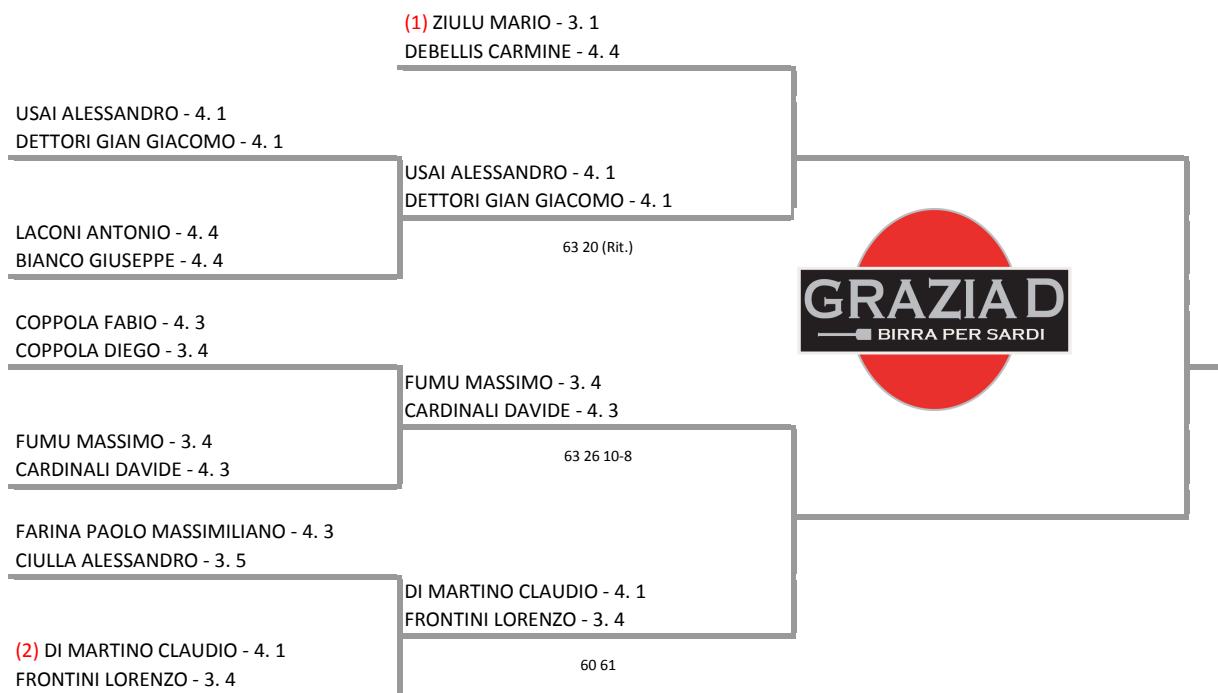 (1) ZIULU MARIO - 3. 1
DEBELLIS CARMINE - 4. 4
USAI ALESSANDRO - 4. 1
DETTORI GIAN GIACOMO - 4. 1
USAI ALESSANDRO - 4. 1
DETTORI GIAN GIACOMO - 4. 1
LACONI ANTONIO - 4. 4
BIANCO GIUSEPPE - 4. 4
63 20 (Rit.)
GRAZIA D
BIRRA PER SARDI
COPPOLA FABIO - 4. 3
COPPOLA DIEGO - 3. 4
FUMU MASSIMO - 3. 4
CARDINALI DAVIDE - 4. 3
FUMU MASSIMO - 3. 4
CARDINALI DAVIDE - 4. 3
63 26 10-8
FARINA PAOLO MASSIMILIANO - 4. 3
CIULLA ALESSANDRO - 3. 5
DI MARTINO CLAUDIO - 4. 1
FRONTINI LORENZO - 3. 4
(2) DI MARTINO CLAUDIO - 4. 1
FRONTINI LORENZO - 3. 4
60 61